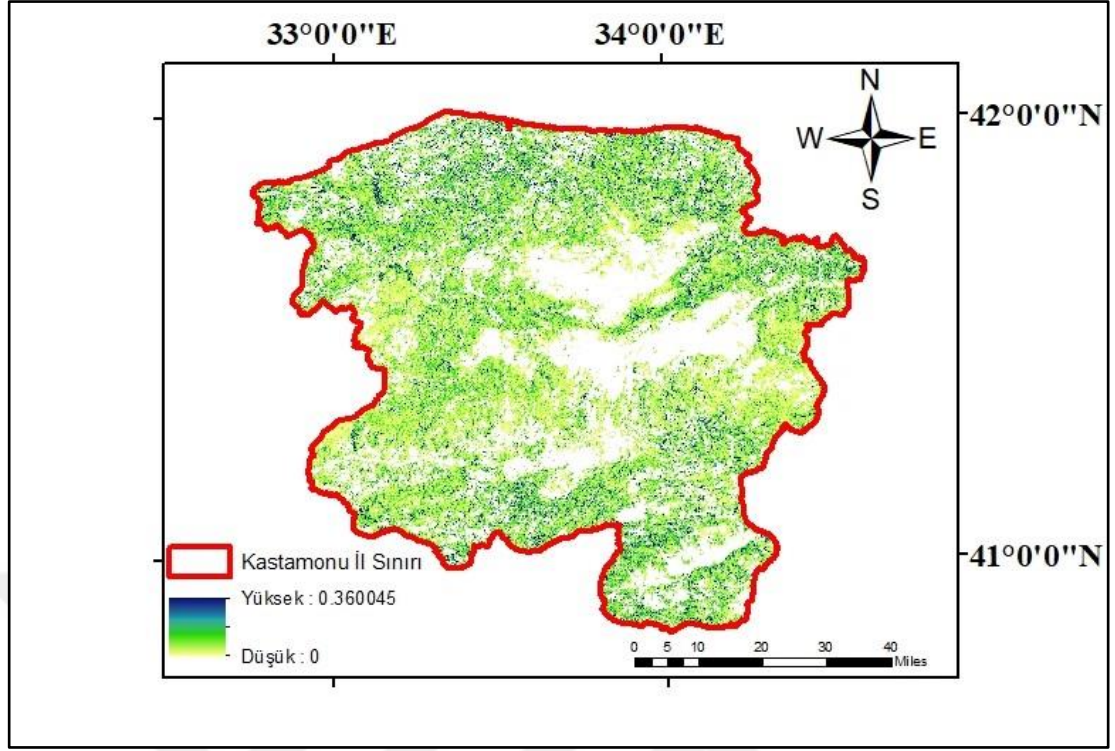 33°0'0"E 34°0'0"E
42°0'0"N
N
W E
S
41°0'0"N
Kastamonu İl Sınırı
Yüksek : 0.360045
Düşük : 0
0 5 10 20 30 40
Miles